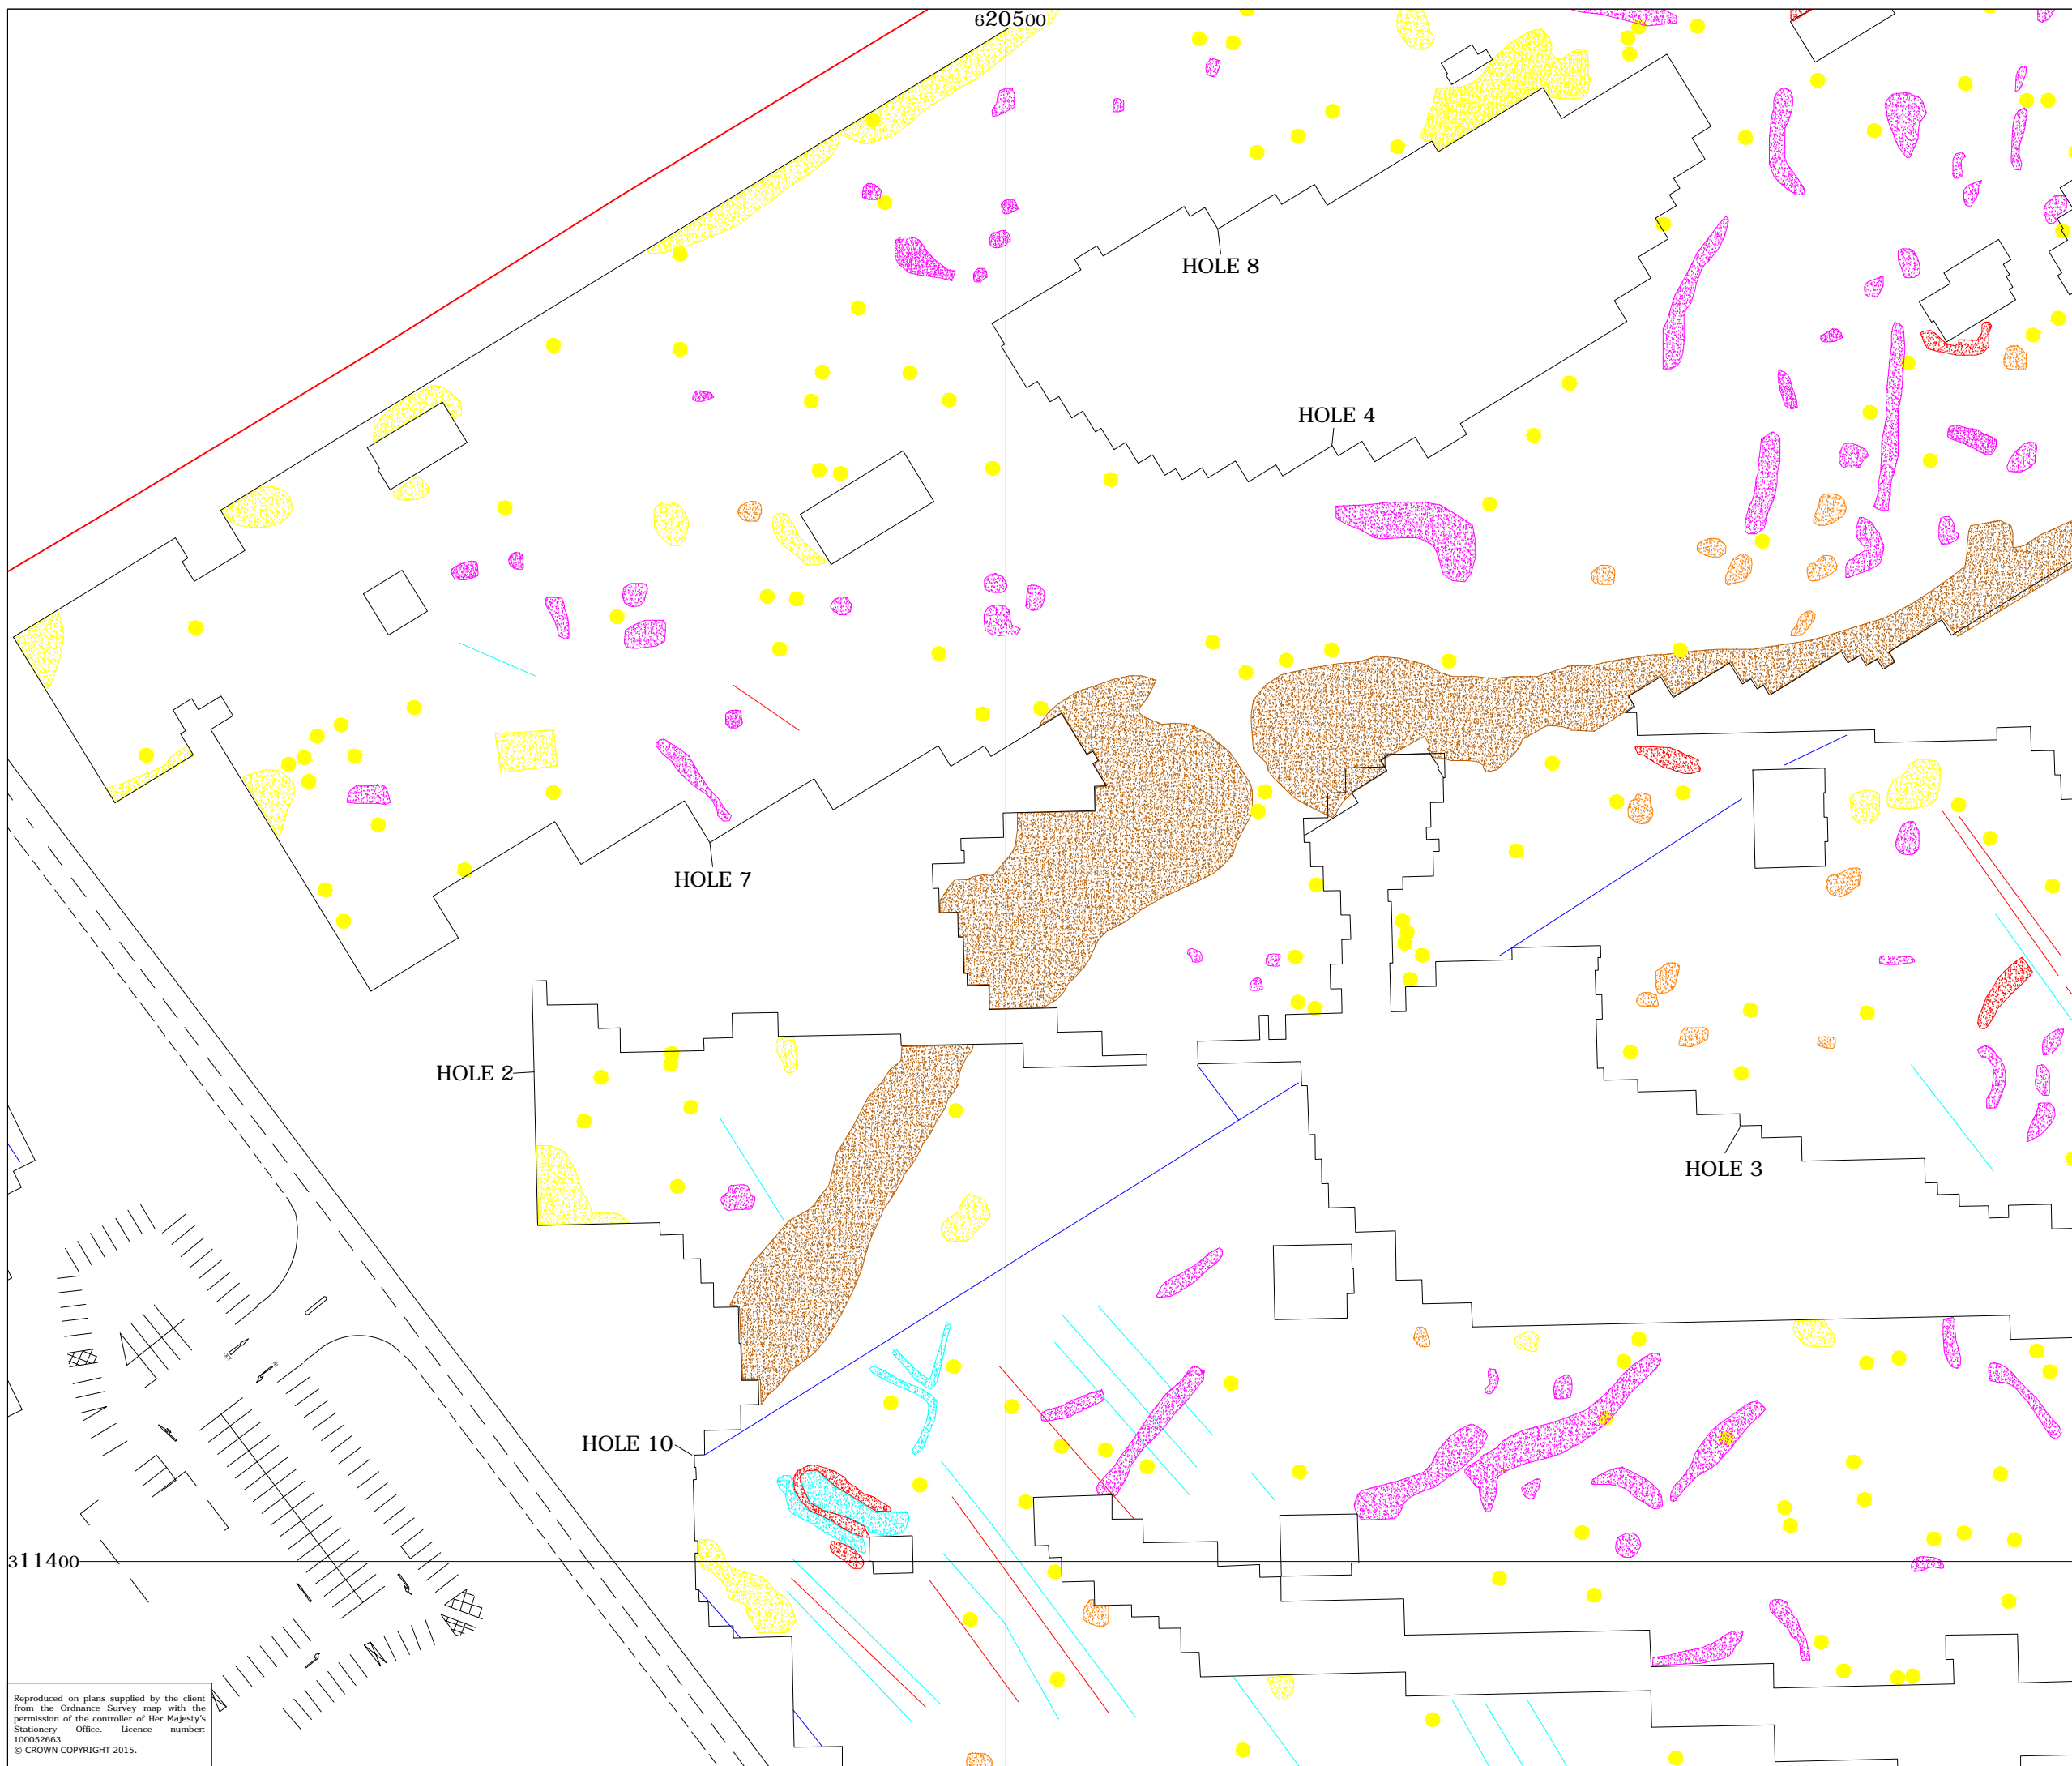 620500
HOLE 8
HOLE 4
HOLE 7
HOLE 2
HOLE 3
HOLE 10
OUT
IN
311400
Reproduced on plans supplied by the client
from the Ordnance Survey map with the
permission of the controller of Her Majesty's
Stationery Office. Licence number:
100052663.
© CROWN COPYRIGHT 2015.